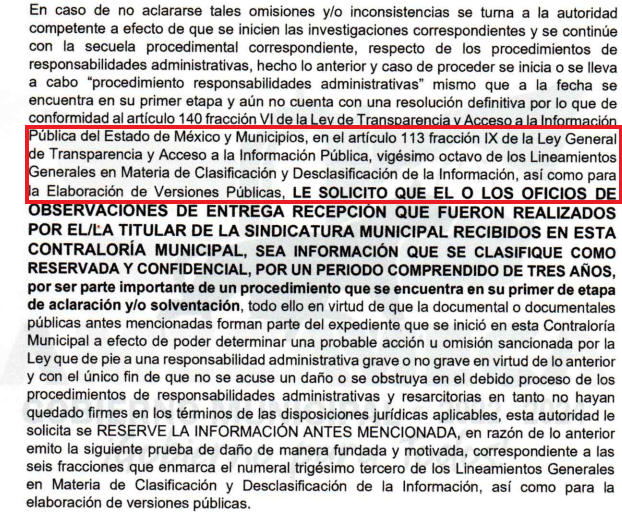 En caso de no aclararse tales omisiones y/o inconsistencias se turna a la autoridad
competente a efecto de que se inicien las investigaciones correspondientes y se continúe
con la secuela procedimental correspondiente, respecto de los procedimientos de
responsabilidades administrativas, hecho lo anterior y caso de proceder se inicia o se lleva
a cabo “procedimiento responsabilidades administrativas” mismo que a la fecha se
encuentra en su primer etapa y aún no cuenta con una resolución definitiva por lo que de
conformidad al artículo 140 fracción VI de la Ley de Transparencia y Acceso a la Información
Pública del Estado de México y Municipios, en el artículo 113 fracción IX de la Ley General
de Transparencia y Acceso a la Información Pública, vigésimo octavo de los Lineamientos
Generales en Materia de Clasificación y Desclasificación de la Información, así como para
la Elaboración de Versiones Públicas, LE SOLICITO QUE EL O LOS OFICIOS DE
OBSERVACIONES DE ENTREGA RECEPCIÓN QUE FUERON REALIZADOS
POR EL/LA TITULAR DE LA SINDICATURA MUNICIPAL RECIBIDOS EN ESTA
CONTRALORÍA MUNICIPAL, SEA INFORMACIÓN QUE SE CLASIFIQUE COMO
RESERVADA Y CONFIDENCIAL, POR UN PERIODO COMPRENDIDO DE TRES AÑOS,
por ser parte importante de un procedimiento que se encuentra en su primer de etapa
de aclaración y/o solventación, todo ello en virtud de que la documental o documentales
públicas antes mencionadas forman parte del expediente que se inició en esta Contraloría
Municipal a efecto de poder determinar una probable acción u omisión sancionada por la
Ley que de pie a una responsabilidad administrativa grave o no grave en virtud de lo anterior
y con el único fin de que no se acuse un daño o se obstruya en el debido proceso de los
procdimientos de responsabilidades administrativas y resarcitorias en tanto no hayan
quedado firmes en los términos de las disposiciones jurídicas aplicables, esta autoridad le
solicita se RESERVE LA INFORMACIÓN ANTES MENCIONADA, en razón de lo anterior
emito la siguiente prueba de daño de manera fundada y motivada, correspondiente a las
seis fracciones que enmarca el numeral trigésimo tercero de los Lineamientos Generales
en Materia de Clasificación y Desclasificación de la Información, así como para la
elaboración de versiones públicas.